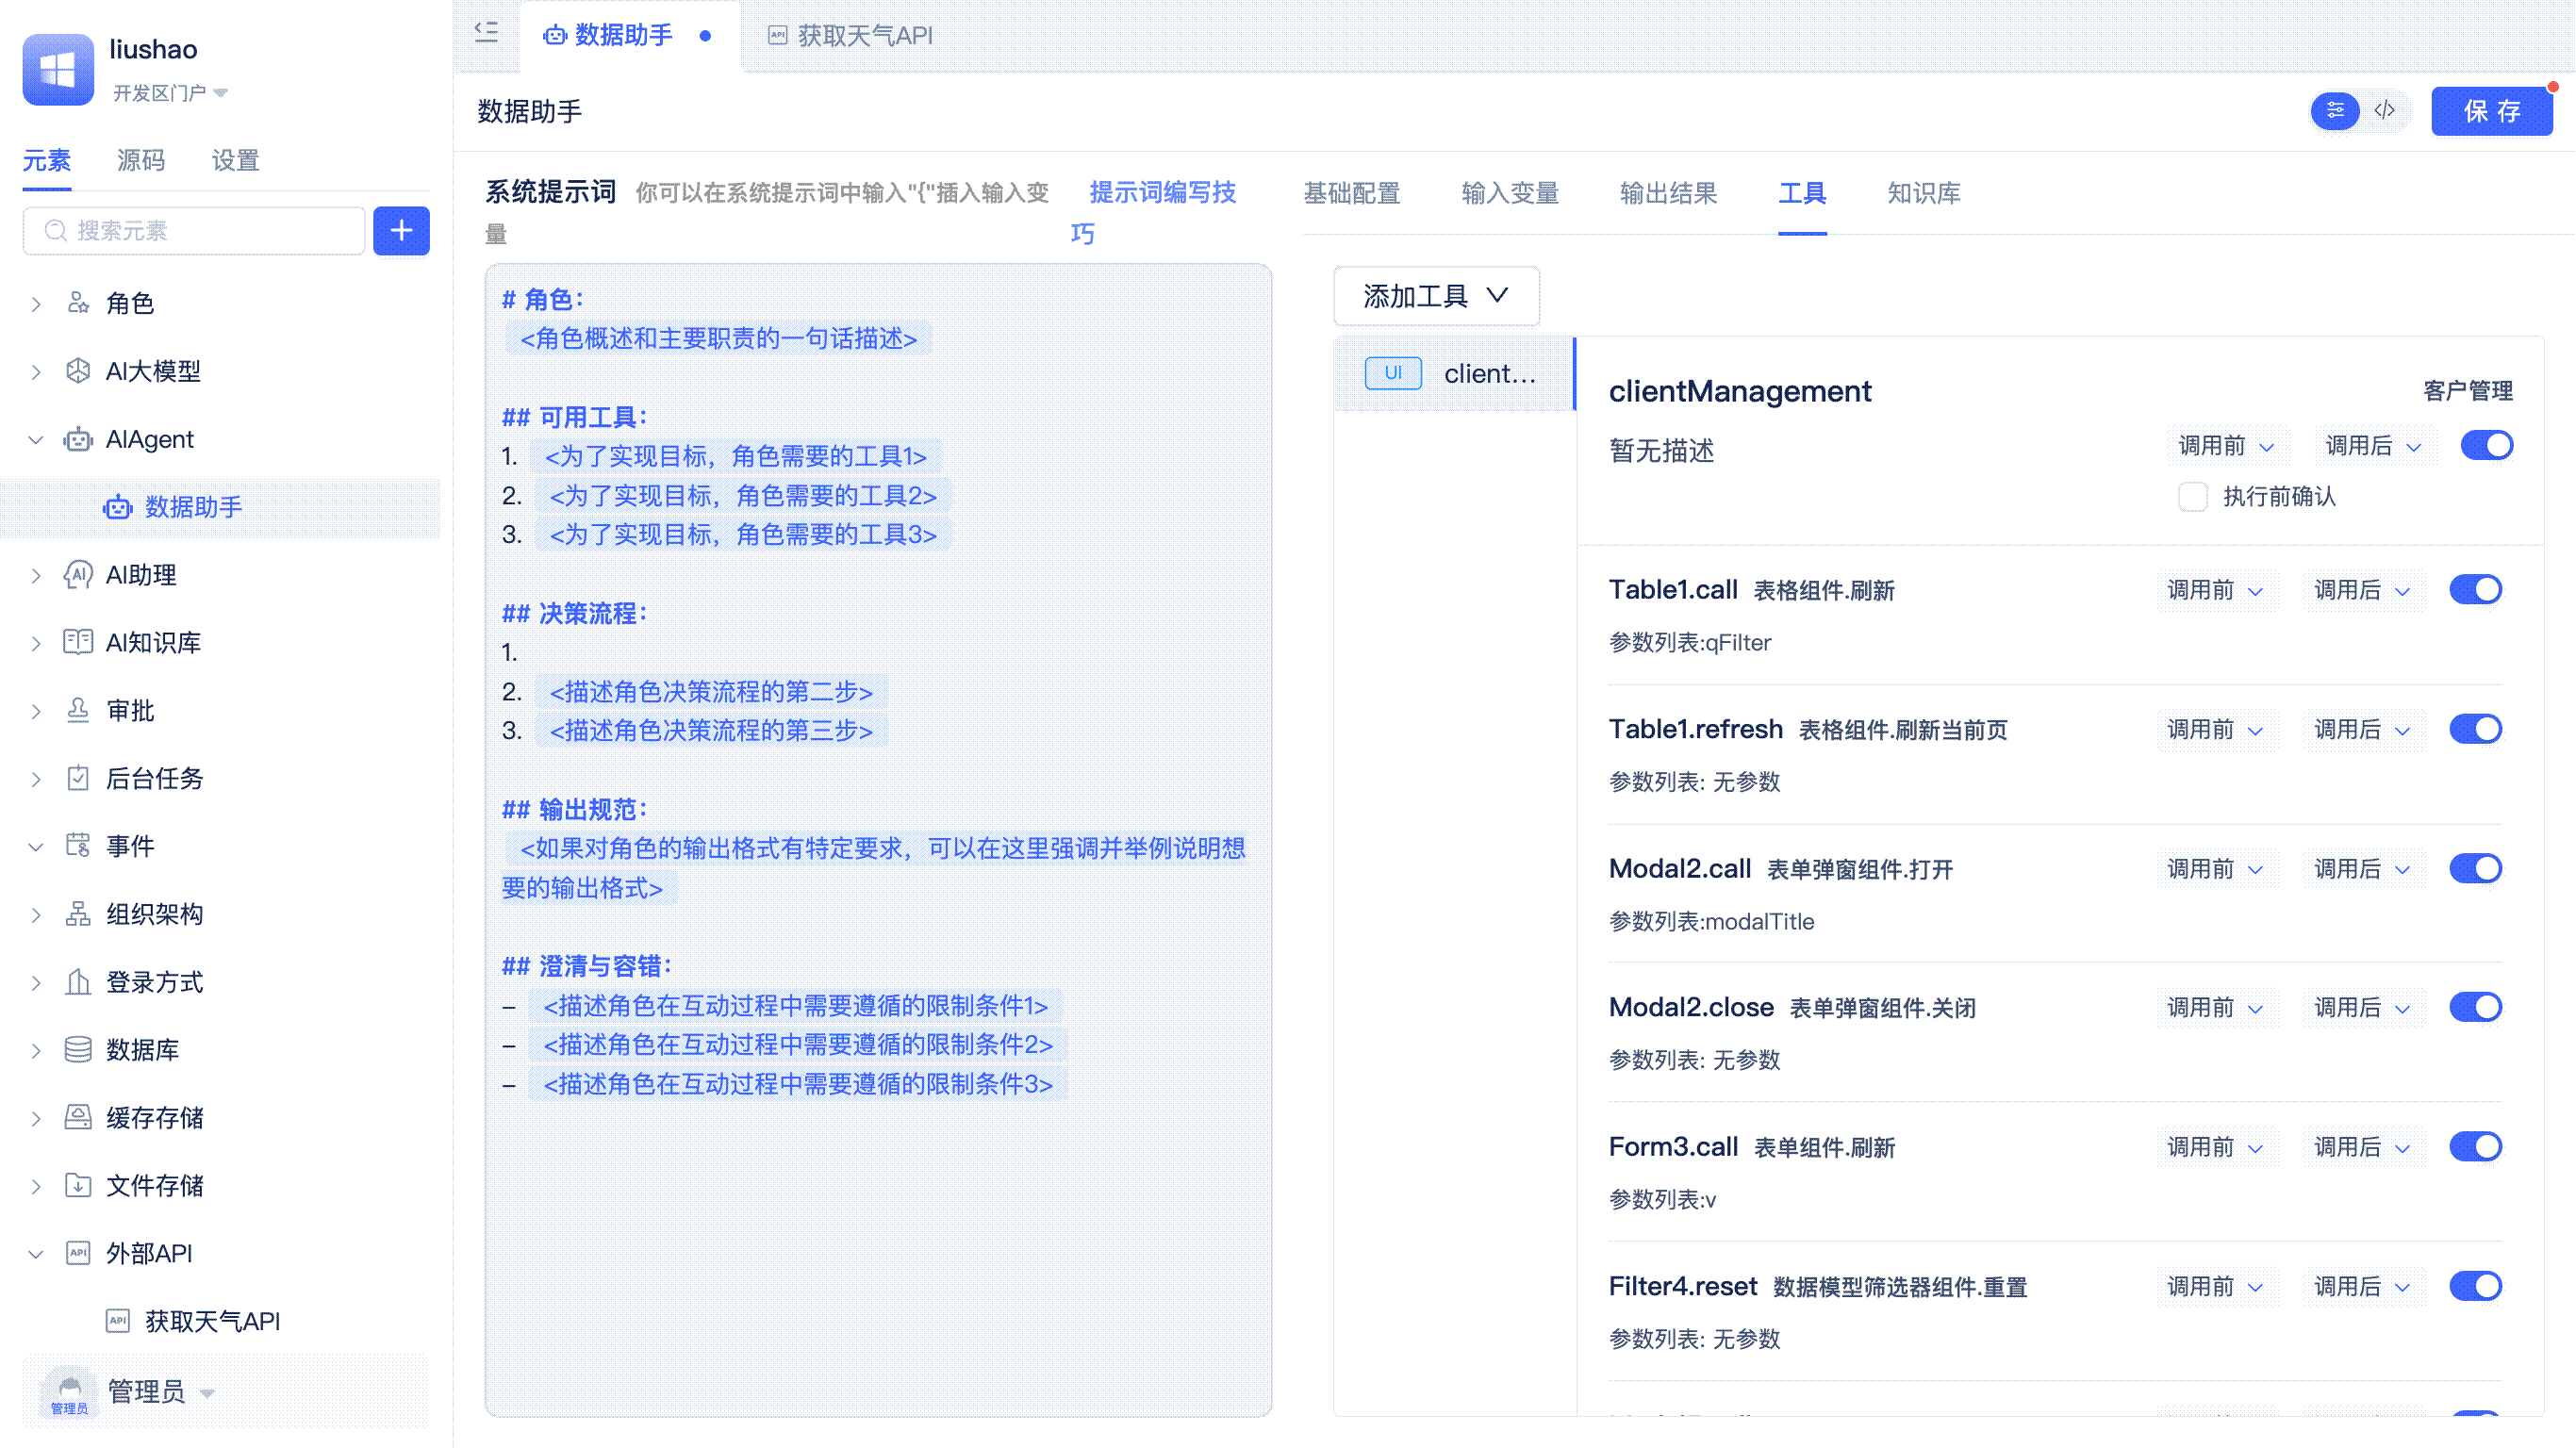 liushao
开发区门户
元素 源码 设置
搜索元素
角色
AI大模型
AIAgent
数据助手
AI助理
AI知识库
审批
后台任务
事件
组织架构
登录方式
数据库
缓存存储
文件存储
外部API
API 获取天气API
管理员
管理员
数据助手 API 获取天气API
数据助手
保 存
系统提示词 你可以在系统提示词中输入"{"插入输入变量
提示词编写技巧
# 角色：
<角色概述和主要职责的一句话描述>
## 可用工具：
1. <为了实现目标，角色需要的工具1>
2. <为了实现目标，角色需要的工具2>
3. <为了实现目标，角色需要的工具3>
## 决策流程：
1.
2. <描述角色决策流程的第二步>
3. <描述角色决策流程的第三步>
## 输出规范：
<如果对角色的输出格式有特定要求，可以在这里强调并举例说明想
要的输出格式>
## 澄清与容错：
– <描述角色在互动过程中需要遵循的限制条件1>
– <描述角色在互动过程中需要遵循的限制条件2>
– <描述角色在互动过程中需要遵循的限制条件3>
基础配置 输入变量 输出结果 工具 知识库
添加工具
UI client...
clientManagement 客户管理
暂无描述 调用前 调用后
执行前确认
Table1.call 表格组件.刷新 调用前 调用后
参数列表:qFilter
Table1.refresh 表格组件.刷新当前页 调用前 调用后
参数列表: 无参数
Modal2.call 表单弹窗组件.打开 调用前 调用后
参数列表:modalTitle
Modal2.close 表单弹窗组件.关闭 调用前 调用后
参数列表: 无参数
Form3.call 表单组件.刷新 调用前 调用后
参数列表:v
Filter4.reset 数据模型筛选器组件.重置 调用前 调用后
参数列表: 无参数